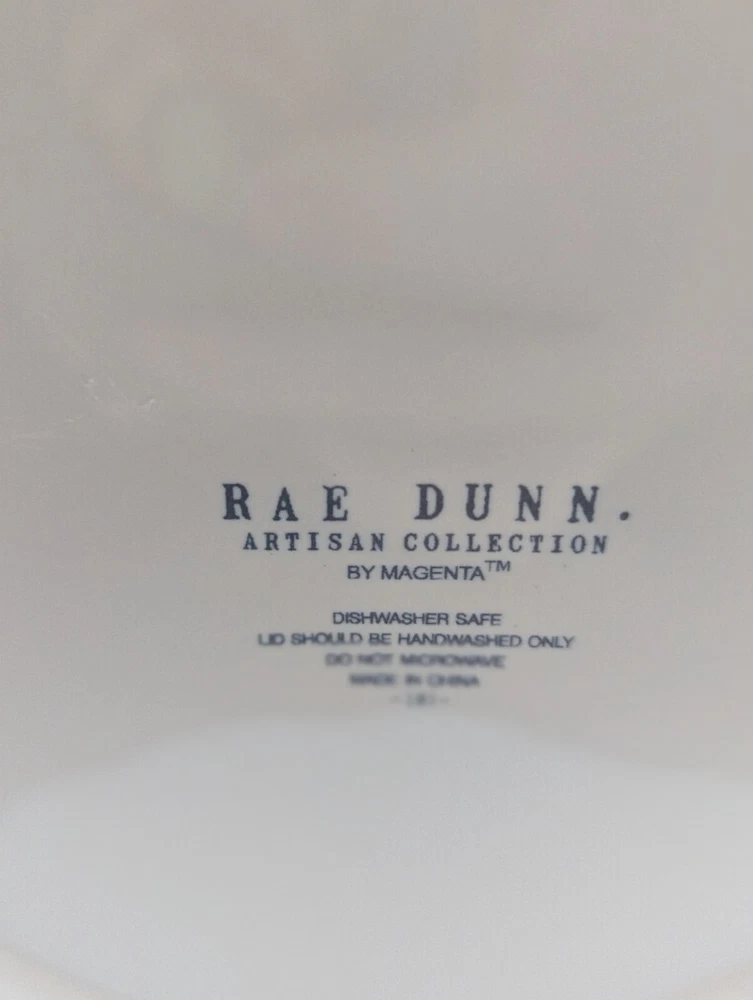 RAE DUNN.
ARTISAN COLLECTION
BY MAGENTA™
DISHWASHER SAFE
LID SHOULD BE HANDWASHED ONLY
DO NOT MICROWAVE
MADE IN CHINA